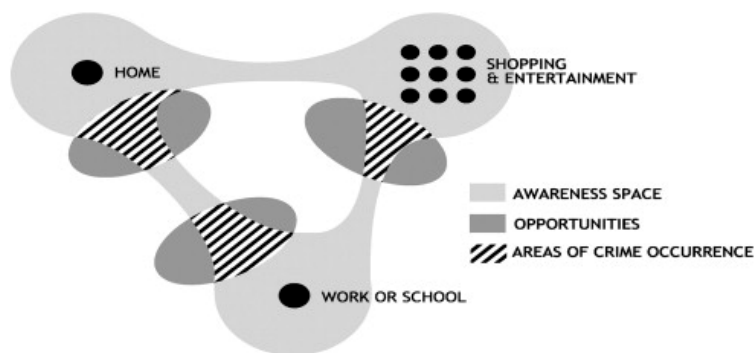 HOME
SHOPPING
& ENTERTAINMENT
AWARENESS SPACE
OPPORTUNITIES
AREAS OF CRIME OCCURRENCE
WORK OR SCHOOL